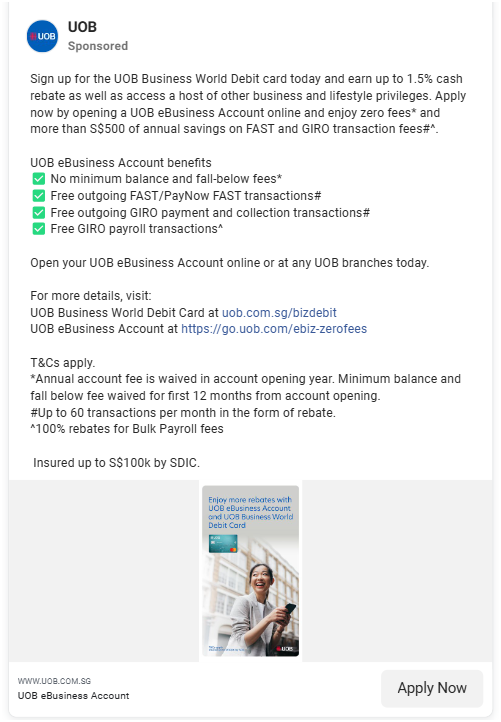 UOB
UOB
Sponsored
Sign up for the UOB Business World Debit card today and earn up to 1.5% cash
rebate as well as access a host of other business and lifestyle privileges. Apply
now by opening a UOB eBusiness Account online and enjoy zero fees* and
more than S$500 of annual savings on FAST and GIRO transaction fees#^.
UOB eBusiness Account benefits
✅ No minimum balance and fall-below fees*
✅ Free outgoing FAST/PayNow FAST transactions#
✅ Free outgoing GIRO payment and collection transactions#
✅ Free GIRO payroll transactions^
Open your UOB eBusiness Account online or at any UOB branches today.
For more details, visit:
UOB Business World Debit Card at uob.com.sg/bizdebit
UOB eBusiness Account at https://go.uob.com/ebiz-zerofees
T&Cs apply.
*Annual account fee is waived in account opening year. Minimum balance and
fall below fee waived for first 12 months from account opening.
#Up to 60 transactions per month in the form of rebate.
^100% rebates for Bulk Payroll fees
Insured up to S$100k by SDIC.
Enjoy more rebates with
UOB eBusiness Account
and UOB Business World
Debit Card
UOB
WWW.UOB.COM.SG
UOB eBusiness Account
Apply Now